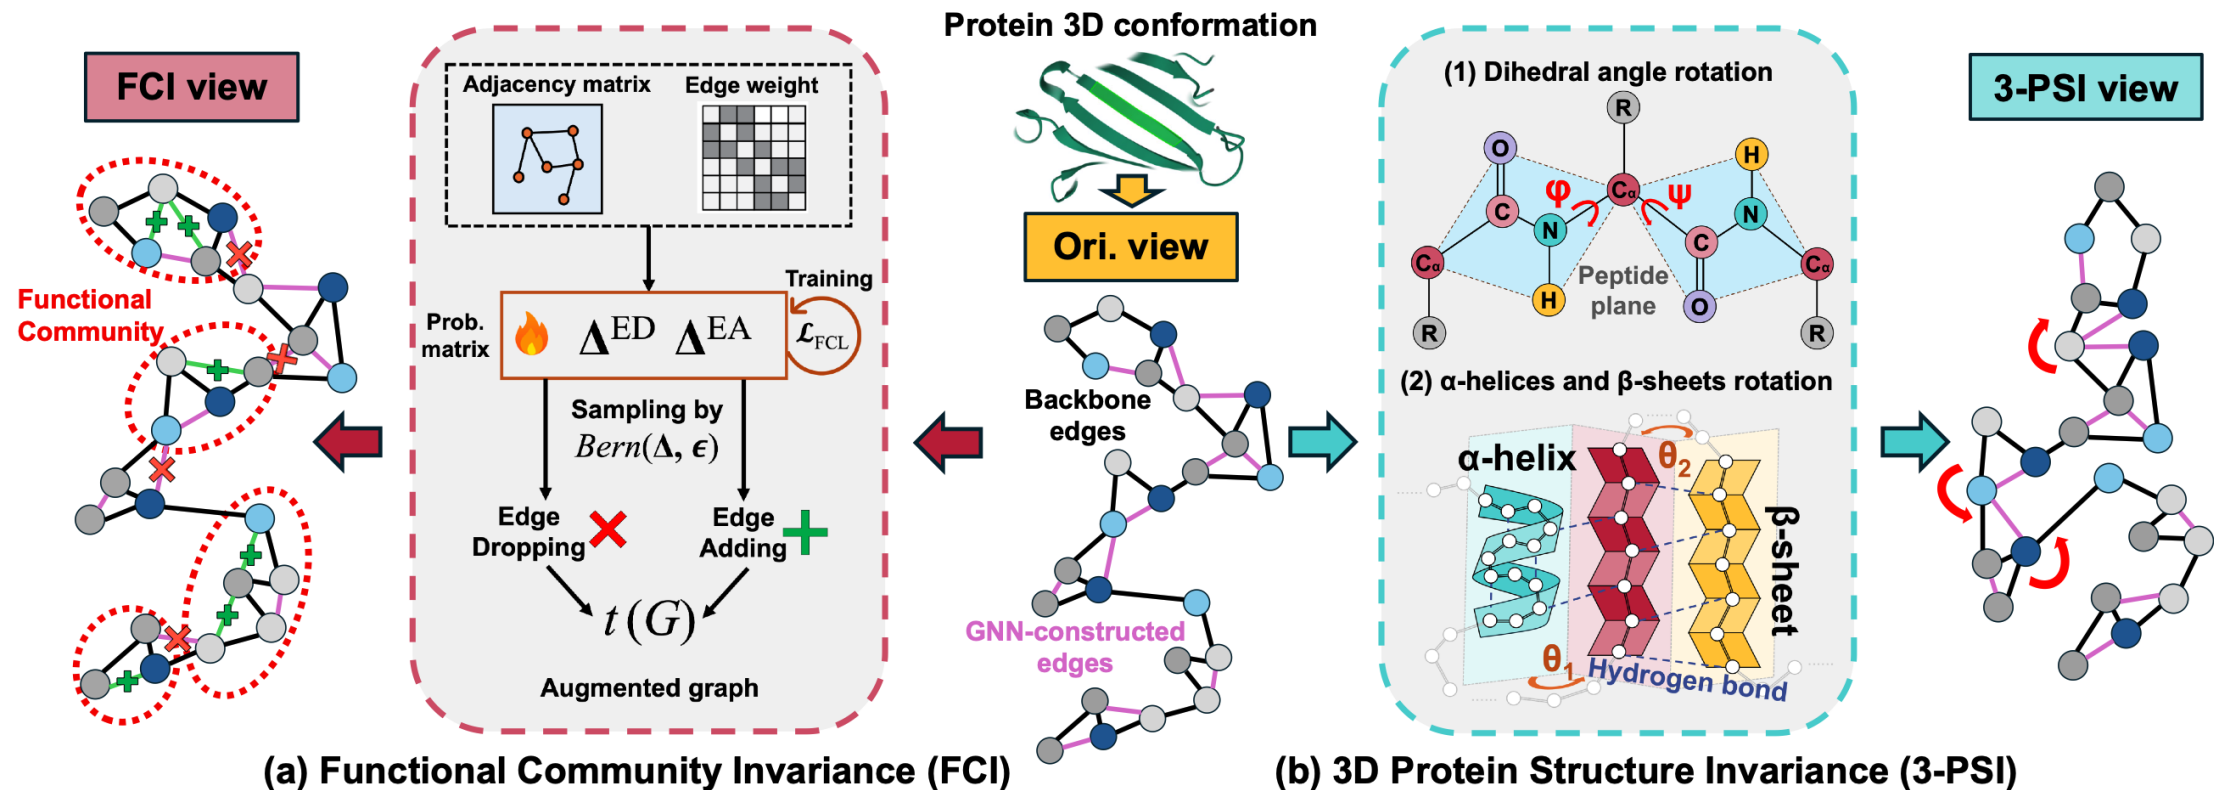 FCI view
Functional
Community
Adjacency matrix
Edge weight
Prob.
matrix
Δ^ED Δ^EA
Training
ℒ_FCL
Sampling by
Bern(Δ, ϵ)
Edge
Dropping
Edge
Adding
t(G)
Augmented graph
(a) Functional Community Invariance (FCI)
Protein 3D conformation
Ori. view
Backbone
edges
GNN-constructed
edges
(1) Dihedral angle rotation
R
O
H
Cα
φ
ψ
C
N
N
C
Cα
Cα
H
Peptide
plane
O
R
R
(2) α-helices and β-sheets rotation
α-helix
θ2
β-sheet
θ1
Hydrogen bond
3-PSI view
(b) 3D Protein Structure Invariance (3-PSI)